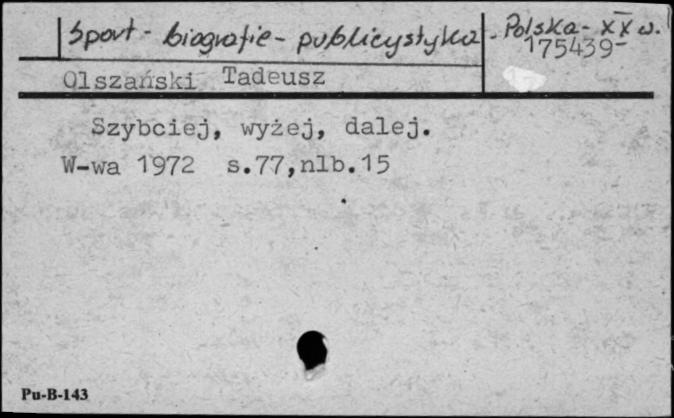 Sport - biografie - publicystyka - Polska - XX w.
175439-
Olszański Tadeusz
Szybciej, wyżej, dalej.
W-wa 1972 s.77,nlb.15
Pu-B-143